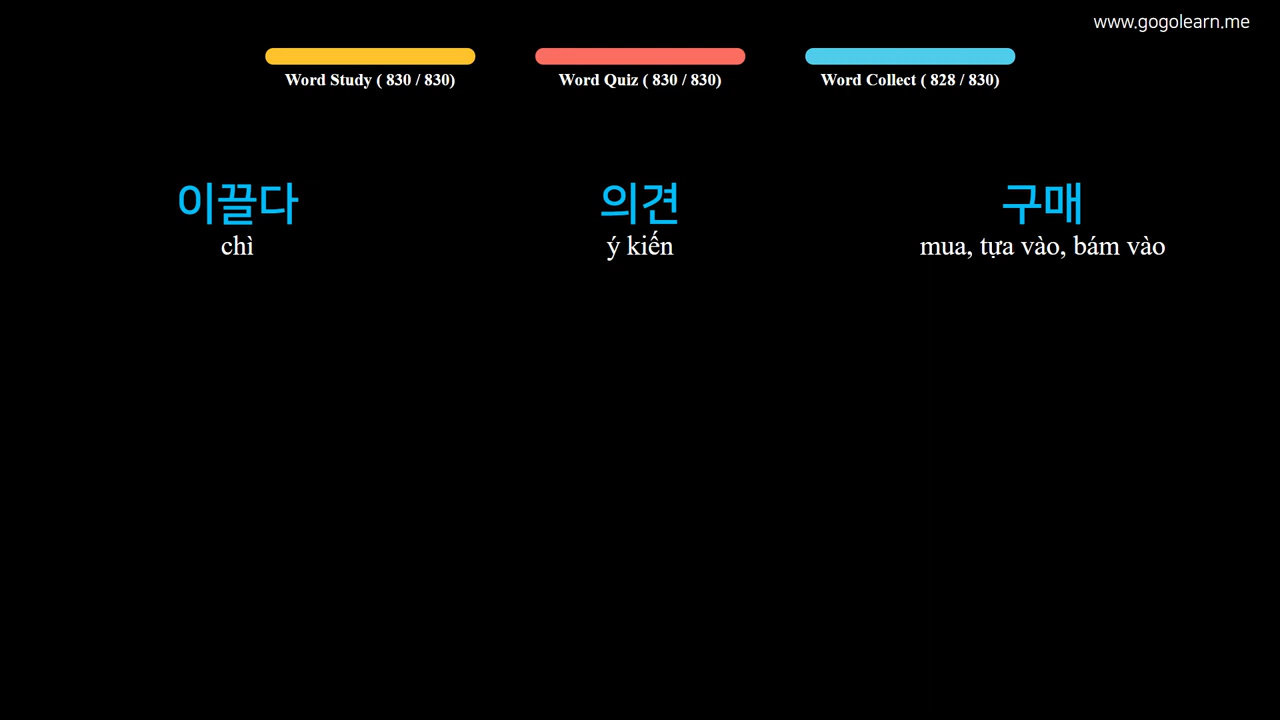 www.gogolearn.me
Word Study ( 830 / 830)
Word Quiz ( 830 / 830)
Word Collect ( 828 / 830)
이끌다
chì
의견
ý kiến
구매
mua, tựa vào, bám vào